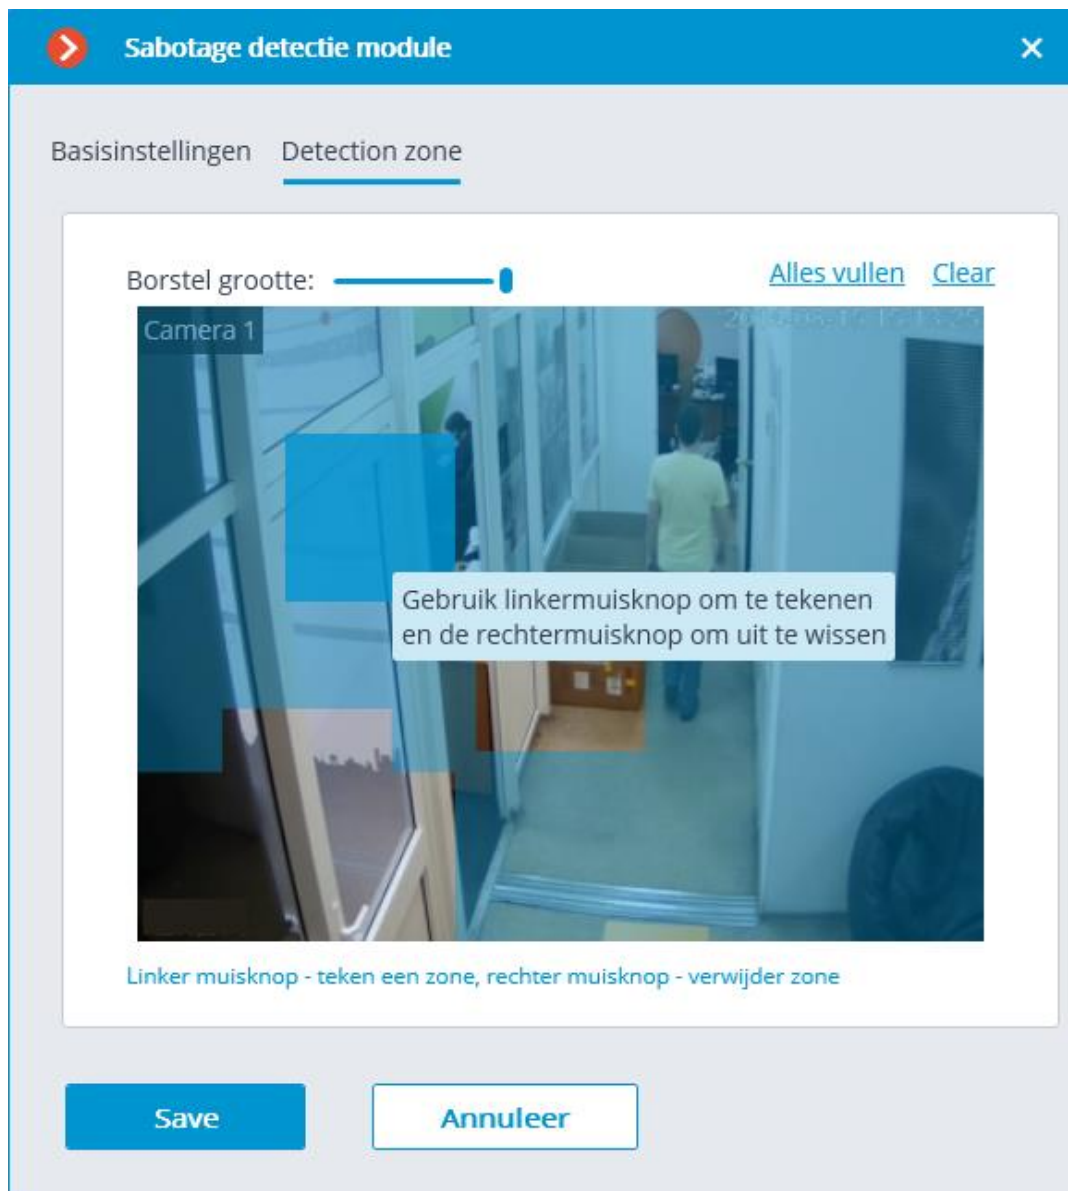 Sabotage detectie module
Basisinstellingen Detection zone
Borstel grootte: Alles vullen Clear
Camera 1
Gebruik linkermuisknop om te tekenen
en de rechtermuisknop om uit te wissen
Linker muisknop - teken een zone, rechter muisknop - verwijder zone
Save Annuleer